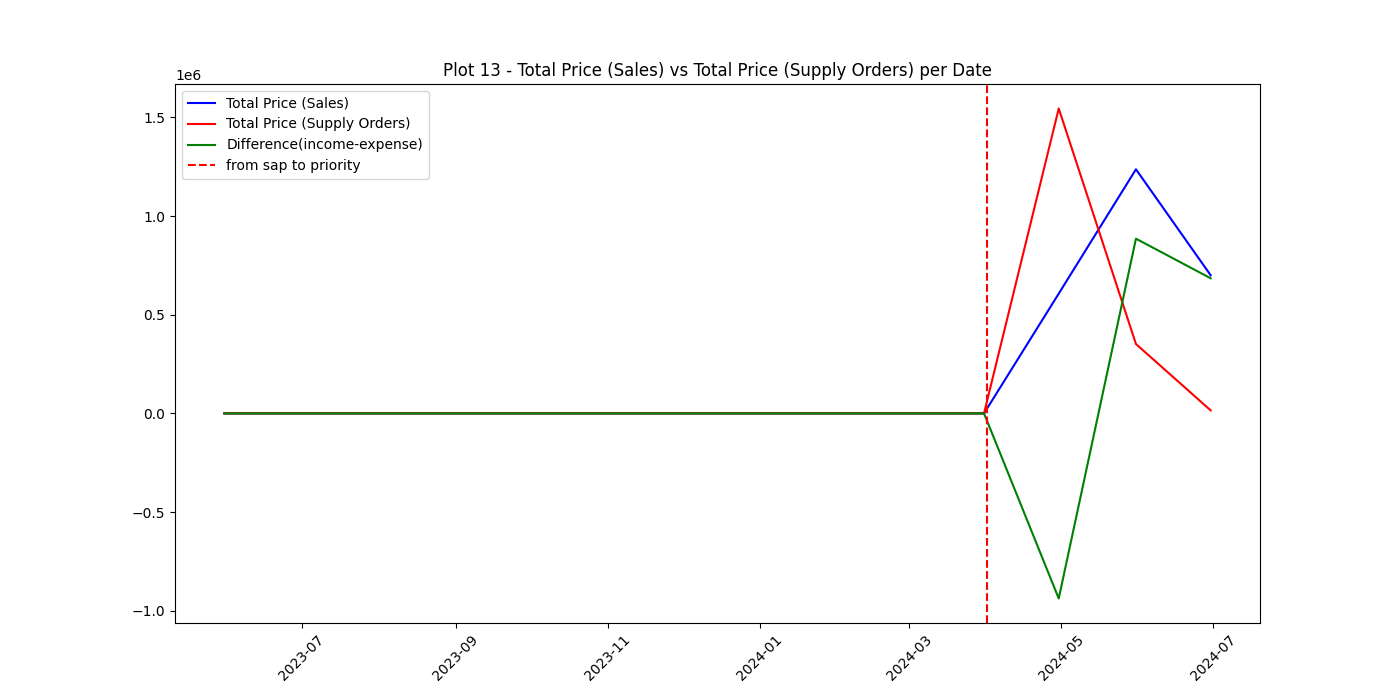 Plot 13 - Total Price (Sales) vs Total Price (Supply Orders) per Date
1e6
Total Price (Sales)
Total Price (Supply Orders)
Difference(income-expense)
from sap to priority
1.5
1.0
0.5
0.0
−0.5
−1.0
2023-07
2023-09
2023-11
2024-01
2024-03
2024-05
2024-07